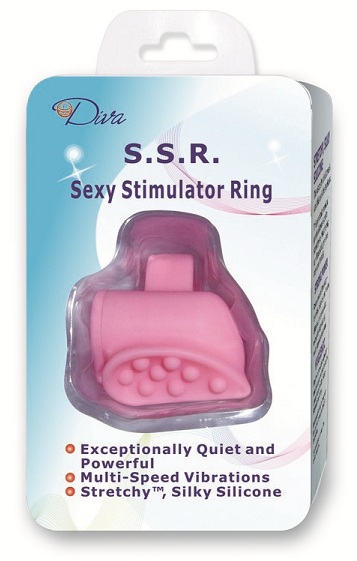 Diva
S.S.R.
Sexy Stimulator Ring
Exceptionally Quiet and
Powerful
Multi-Speed Vibrations
Stretchy™, Silky Silicone